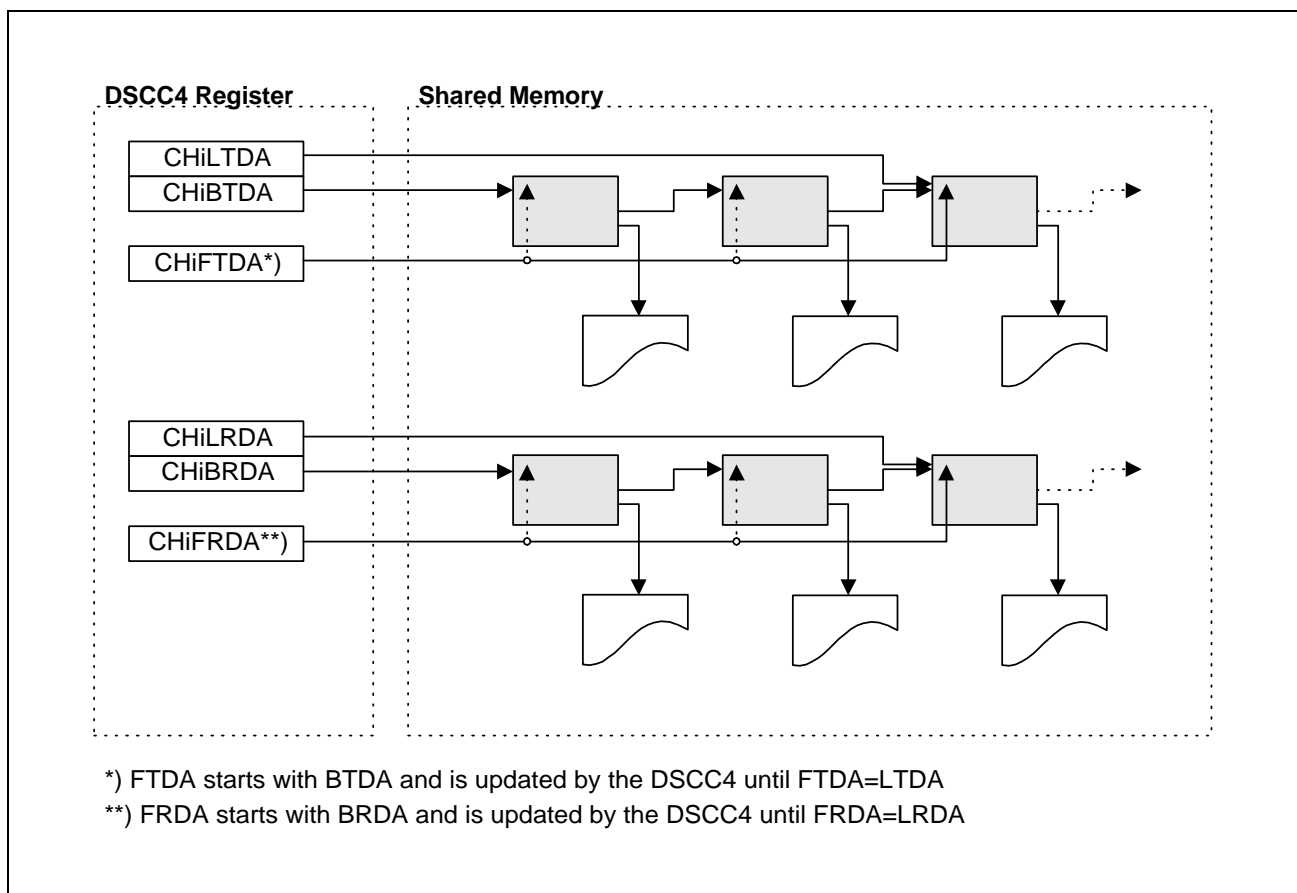 DSCC4 Register
Shared Memory
CHiLTDA
CHiBTDA
CHiFTDA*)
CHiLRDA
CHiBRDA
CHiFRDA**)
*) FTDA starts with BTDA and is updated by the DSCC4 until FTDA=LTDA
**) FRDA starts with BRDA and is updated by the DSCC4 until FRDA=LRDA